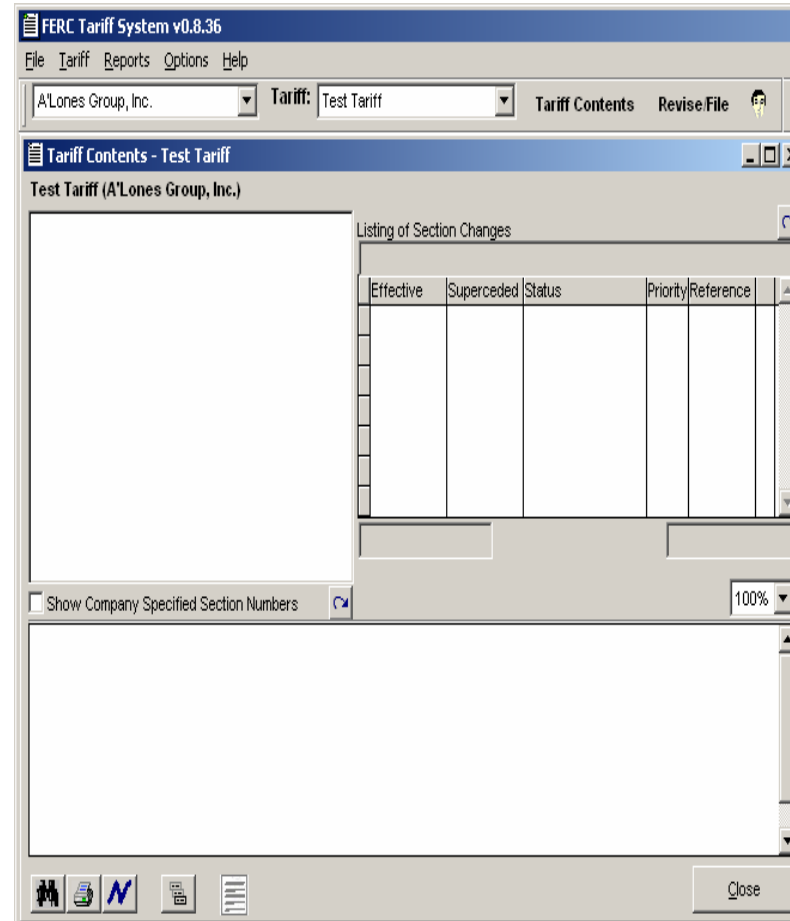 FERC Tariff System v0.8.36
File Tariff Reports Options Help
A'Lones Group, Inc. Tariff: Test Tariff Tariff Contents Revise/File
Tariff Contents - Test Tariff
Test Tariff (A'Lones Group, Inc.)
Listing of Section Changes
Effective Superceded Status Priority Reference
Show Company Specified Section Numbers
100%
Close